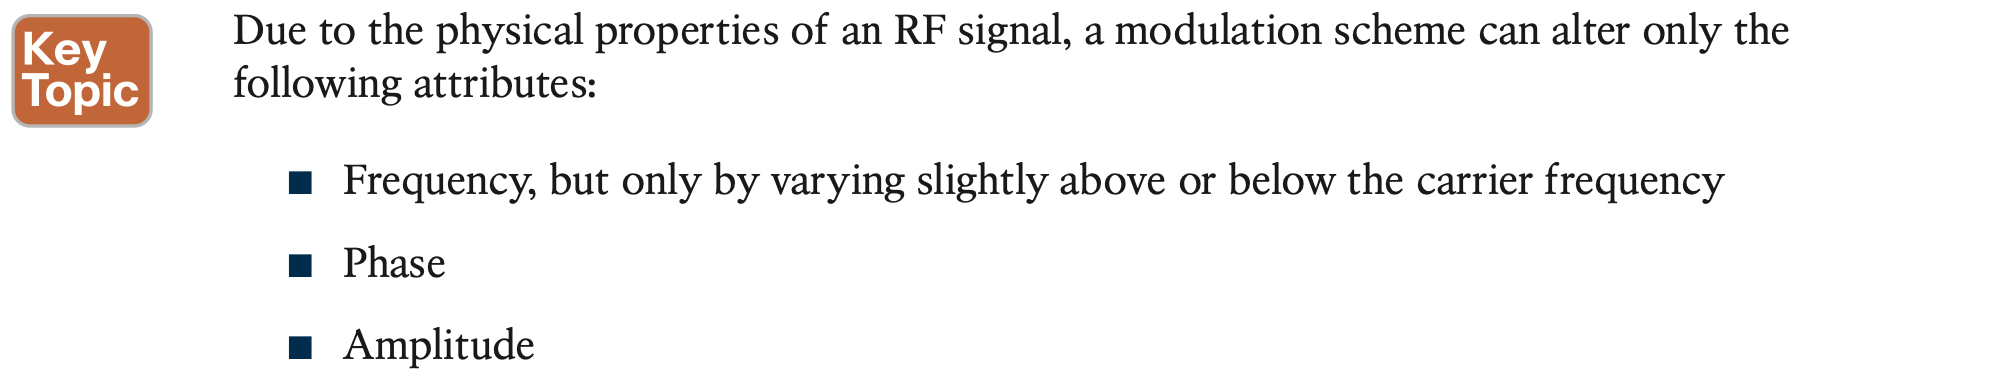 Key
Topic
Due to the physical properties of an RF signal, a modulation scheme can alter only the
following attributes:
■ Frequency, but only by varying slightly above or below the carrier frequency
■ Phase
■ Amplitude